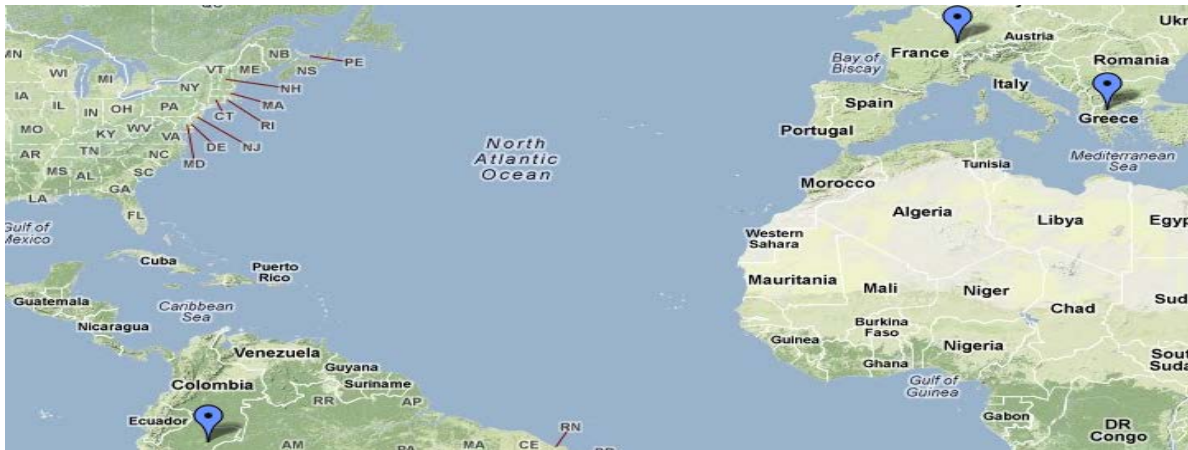 MN
WI
MI
VT
ME
NB
NS
PE
NY
NH
MA
IA
IL
IN
OH
PA
CT
RI
MO
KY
WV
VA
DE
NJ
MD
AR
TN
NC
MS
AL
SC
GA
LA
FL
Gulf of
Mexico
Cuba
Puerto
Rico
Guatemala
Caribbean
Sea
Nicaragua
Venezuela
Guyana
Colombia
Suriname
RR
AP
Ecuador
AM
PA
MA
CE
RN
North
Atlantic
Ocean
France
Austria
Ukr
Bay of
Biscay
Romania
Italy
Spain
Portugal
Greece
Mediterranean
Sea
Tunisia
Morocco
Algeria
Libya
Egyp
Western
Sahara
Mauritania
Mali
Niger
Chad
Sud
Burkina
Faso
Guinea
Ghana
Nigeria
Sout
Suda
Gulf of
Guinea
Gabon
DR
Congo